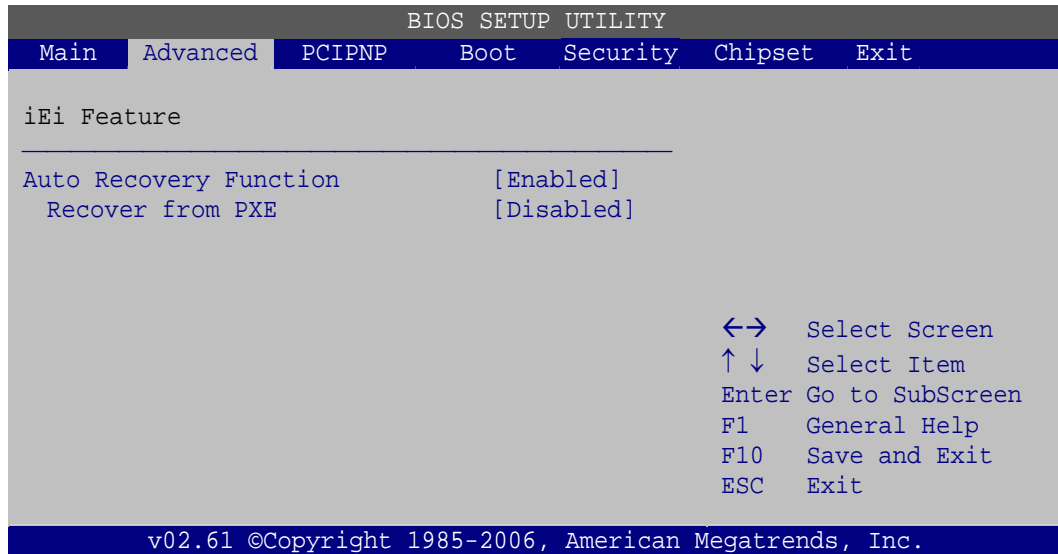 BIOS SETUP UTILITY
Main Advanced PCIPNP Boot Security Chipset Exit
iEi Feature
Auto Recovery Function [Enabled]
Recover from PXE [Disabled]
←→ Select Screen
↑ ↓ Select Item
Enter Go to SubScreen
F1 General Help
F10 Save and Exit
ESC Exit
v02.61 ©Copyright 1985-2006, American Megatrends, Inc.